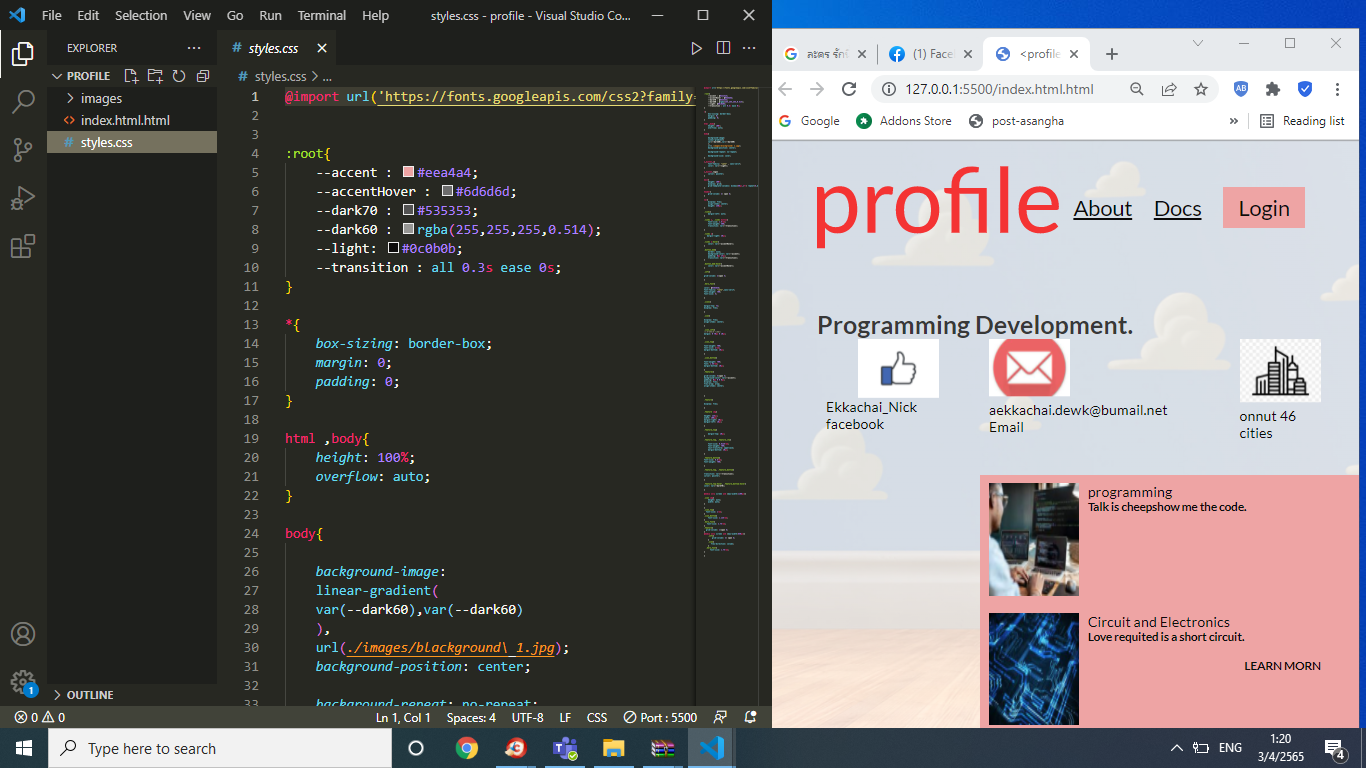 File Edit Selection View Go Run Terminal Help styles.css - profile - Visual Studio Co...
EXPLORER
PROFILE
images
index.html.html
styles.css
OUTLINE
styles.css
styles.css > ...
1 @import url('https://fonts.googleapis.com/css2?family=
2
3
4 :root{
5 --accent : #eea4a4;
6 --accentHover : #6d6d6d;
7 --dark70 : #535353;
8 --dark60 : rgba(255,255,255,0.514);
9 --light: #0c0b0b;
10 --transition : all 0.3s ease 0s;
11 }
12
13 *{
14 box-sizing: border-box;
15 margin: 0;
16 padding: 0;
17 }
18
19 html ,body{
20 height: 100%;
21 overflow: auto;
22 }
23
24 body{
25
26 background-image:
27 linear-gradient(
28 var(--dark60),var(--dark60)
29 ),
30 url(./images/blackground\_1.jpg);
31 background-position: center;
32
33 background-repeat: no-repeat;
0 0 Ln 1, Col 1 Spaces: 4 UTF-8 LF CSS Port : 5500
(1) Face
<profile
127.0.0.1:5500/index.html.html
Google Addons Store post-asangha » Reading list
profile About Docs Login
Programming Development.
Ekkachai_Nick
facebook
aekkachai.dewk@bumail.net
Email
onnut 46
cities
programming
Talk is cheepshow me the code.
Circuit and Electronics
Love requited is a short circuit.
LEARN MORN
Type here to search
ENG
1:20
3/4/2565
4